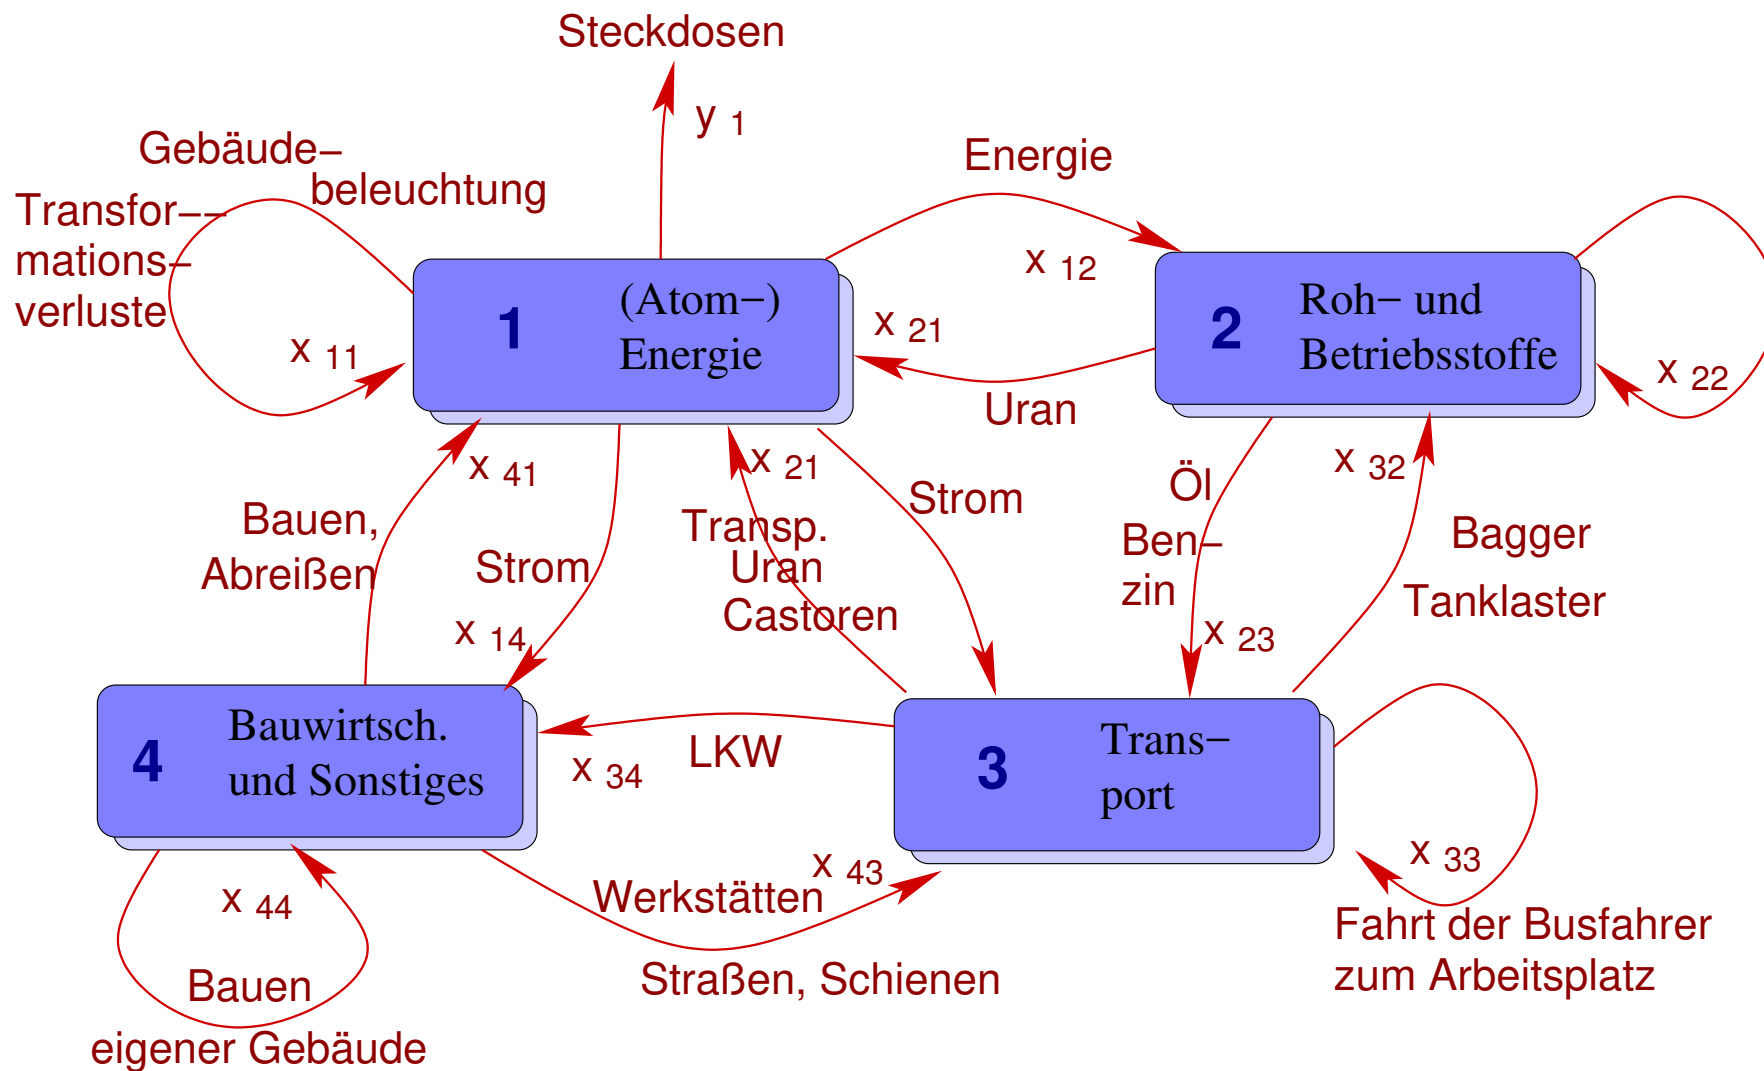 Steckdosen
y 1
Gebäude–
beleuchtung
Transfor––
mations–
verluste
x 11
Energie
x 12
1
(Atom–)
Energie
x 21
Uran
2
Roh– und
Betriebsstoffe
x 22
x 41
Bauen,
Abreißen
Strom
x 14
x 21
Transp.
Uran
Castoren
Strom
Öl
Ben–
zin
x 23
x 32
Bagger
Tanklaster
4
Bauwirtsch.
und Sonstiges
x 34
LKW
3
Trans–
port
x 33
Fahrt der Busfahrer
zum Arbeitsplatz
x 43
Werkstätten
Straßen, Schienen
x 44
Bauen
eigener Gebäude